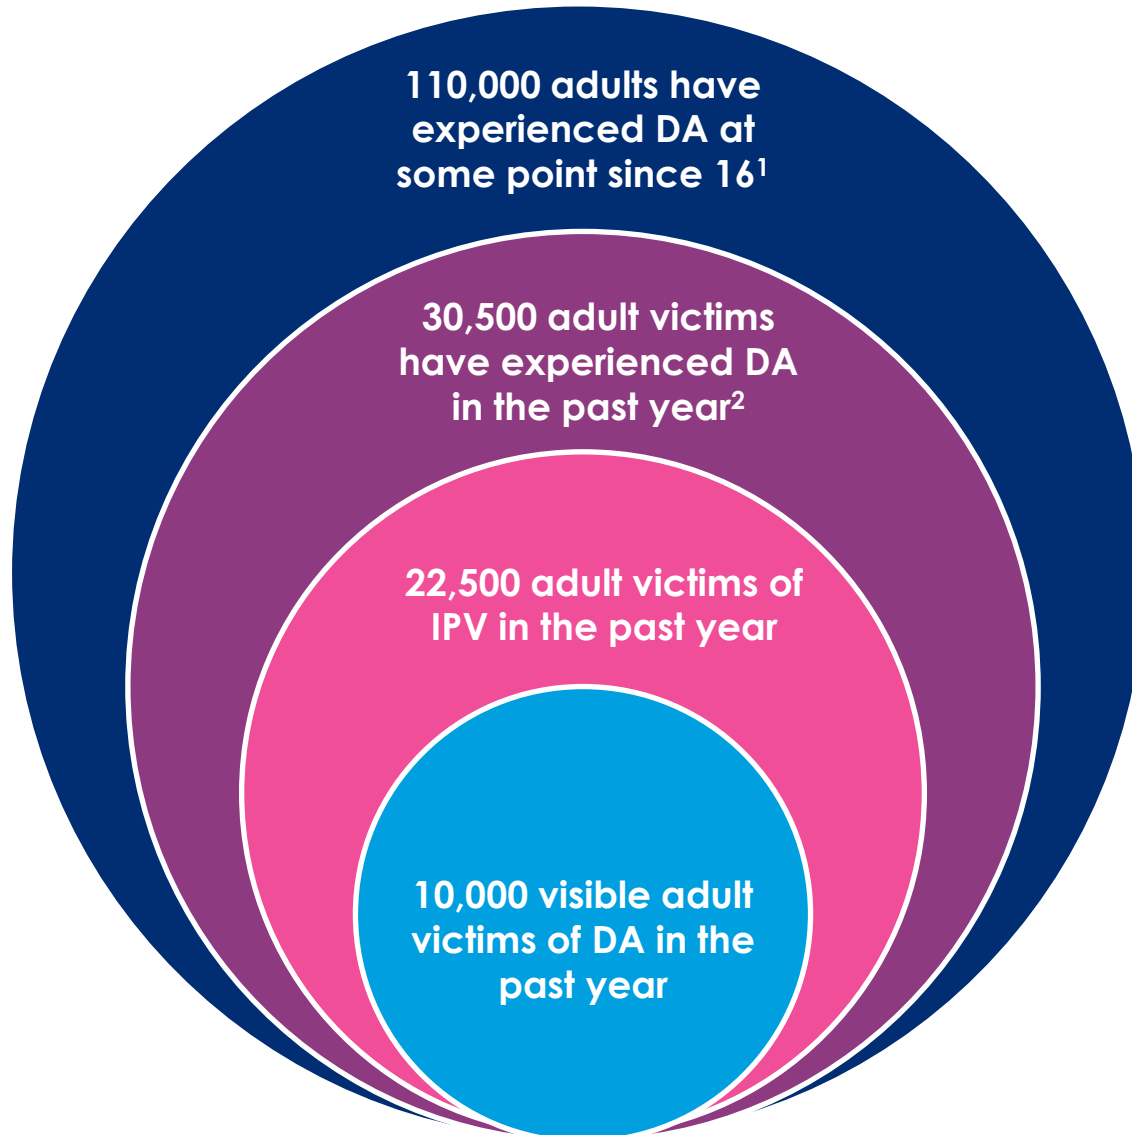 110,000 adults have
experienced DA at
some point since 16¹
30,500 adult victims
have experienced DA
in the past year²
22,500 adult victims of
IPV in the past year
10,000 visible adult
victims of DA in the
past year